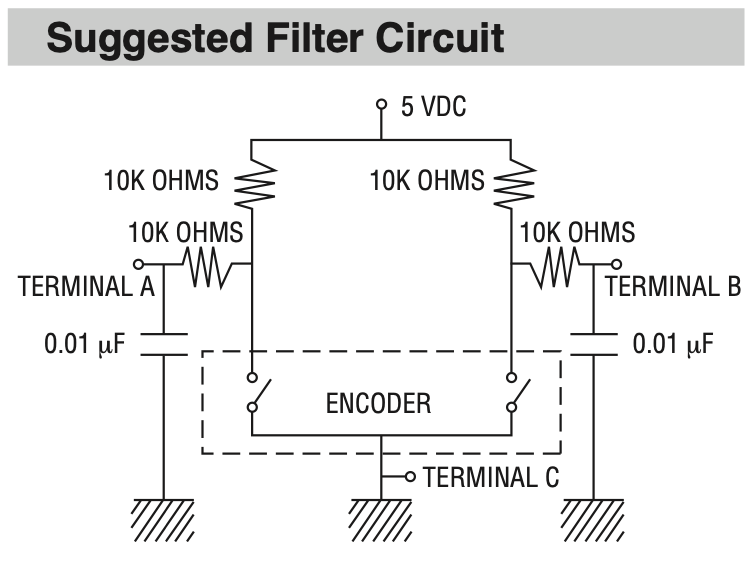 Suggested Filter Circuit
5 VDC
10K OHMS
10K OHMS
10K OHMS
10K OHMS
TERMINAL A
TERMINAL B
0.01 μF
0.01 μF
ENCODER
TERMINAL C